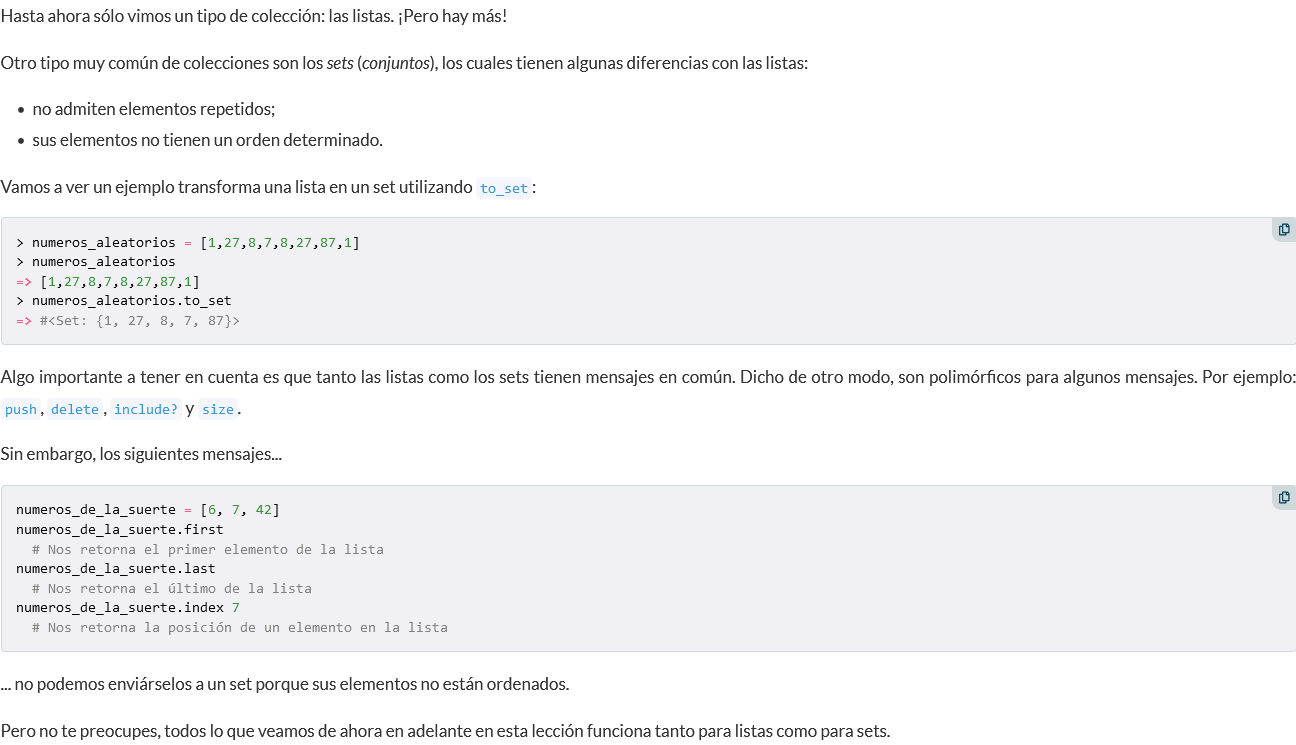 Hasta ahora sólo vimos un tipo de colección: las listas. ¡Pero hay más!
Otro tipo muy común de colecciones son los sets (conjuntos), los cuales tienen algunas diferencias con las listas:
• no admiten elementos repetidos;
• sus elementos no tienen un orden determinado.
Vamos a ver un ejemplo transforma una lista en un set utilizando to_set:
> numeros_aleatorios = [1,27,8,7,8,27,87,1]
> numeros_aleatorios
=> [1,27,8,7,8,27,87,1]
> numeros_aleatorios.to_set
=> #<Set: {1, 27, 8, 7, 87}>
Algo importante a tener en cuenta es que tanto las listas como los sets tienen mensajes en común. Dicho de otro modo, son polimórficos para algunos mensajes. Por ejemplo:
push, delete, include? y size.
Sin embargo, los siguientes mensajes...
numeros_de_la_suerte = [6, 7, 42]
numeros_de_la_suerte.first
# Nos retorna el primer elemento de la lista
numeros_de_la_suerte.last
# Nos retorna el último de la lista
numeros_de_la_suerte.index 7
# Nos retorna la posición de un elemento en la lista
... no podemos enviárselos a un set porque sus elementos no están ordenados.
Pero no te preocupes, todos lo que veamos de ahora en adelante en esta lección funciona tanto para listas como para sets.